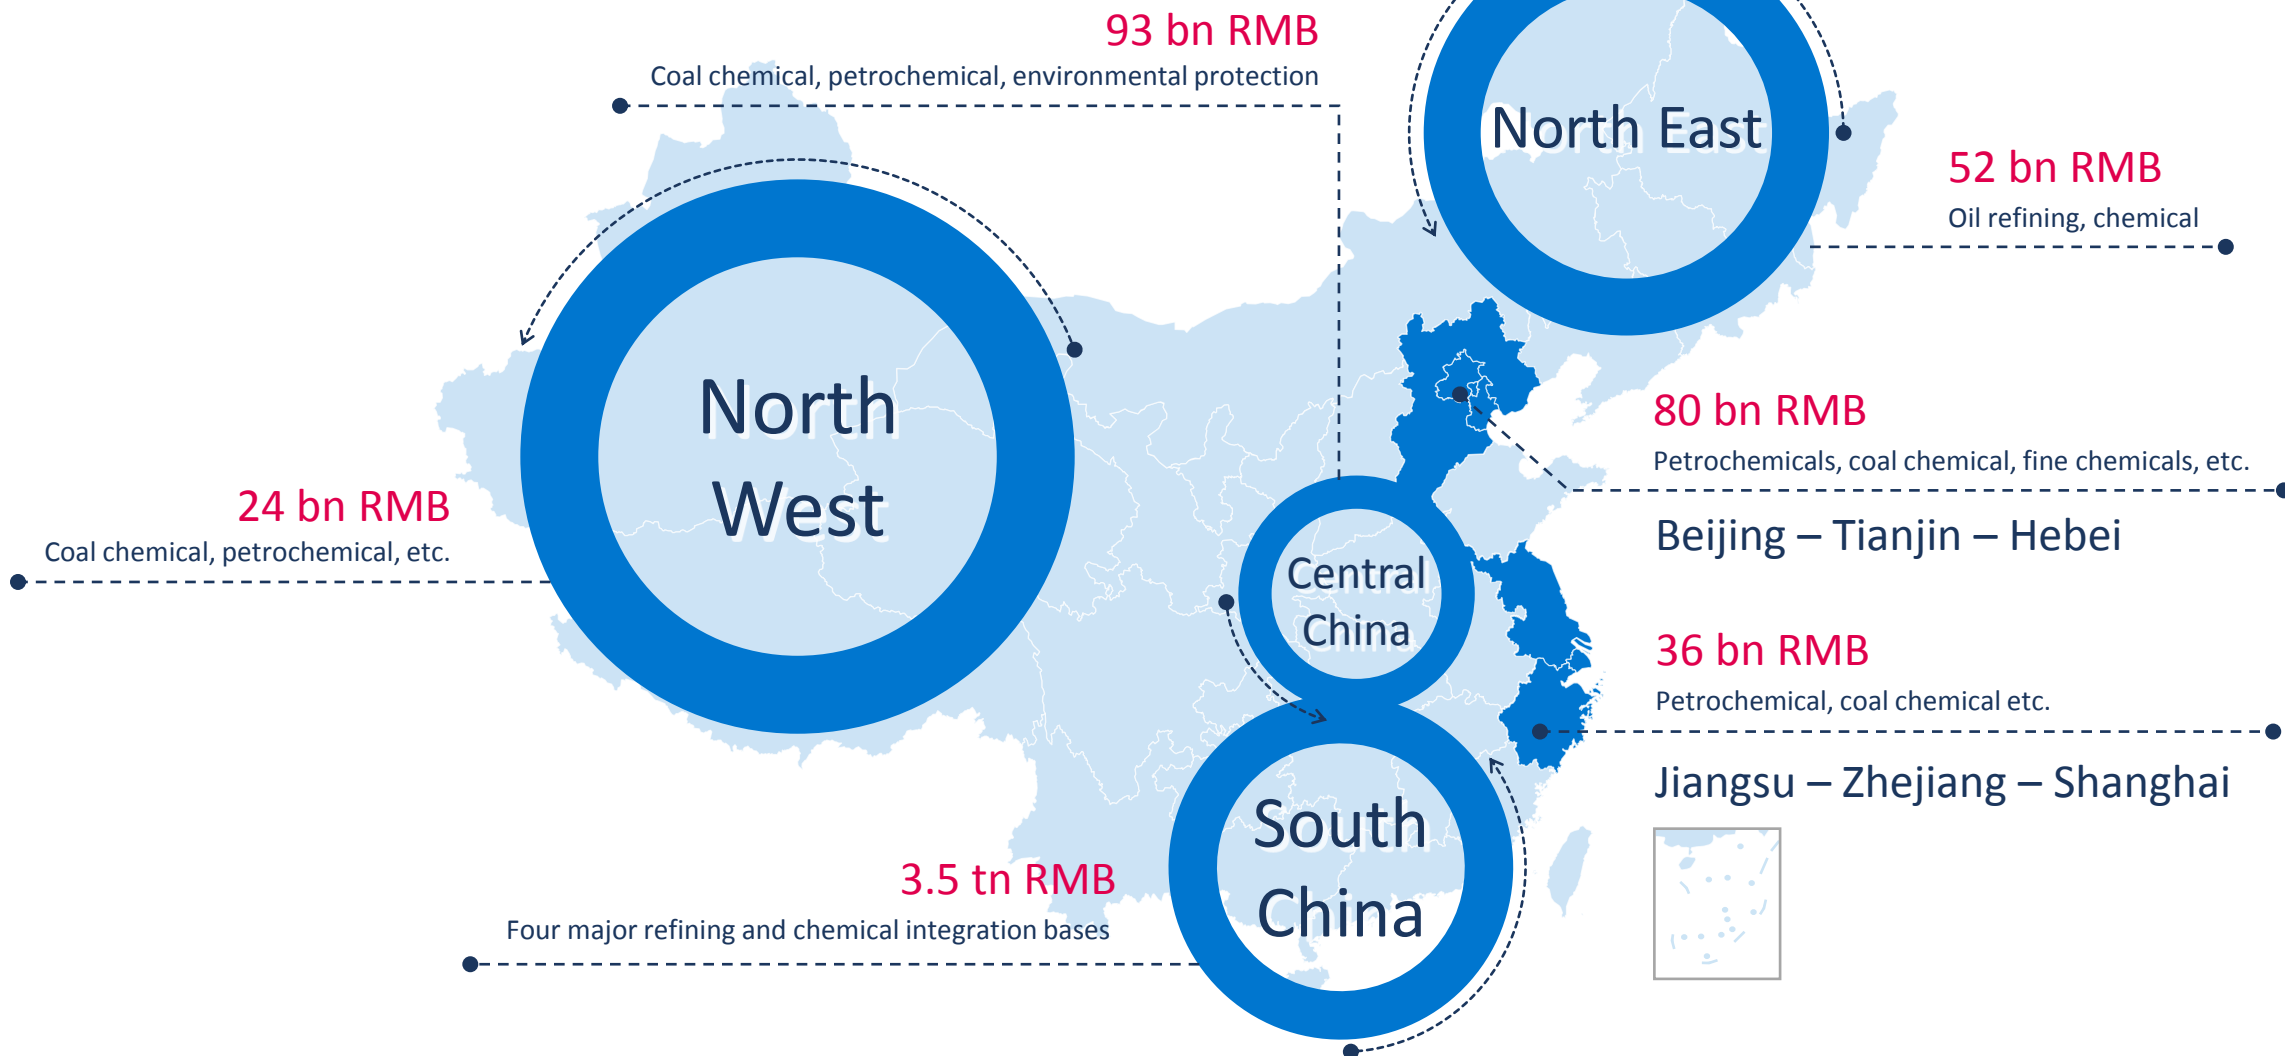 93 bn RMB
Coal chemical, petrochemical, environmental protection
North East
52 bn RMB
Oil refining, chemical
North
West
24 bn RMB
Coal chemical, petrochemical, etc.
80 bn RMB
Petrochemicals, coal chemical, fine chemicals, etc.
Beijing – Tianjin – Hebei
Central
China
36 bn RMB
Petrochemical, coal chemical etc.
Jiangsu – Zhejiang – Shanghai
South
China
3.5 tn RMB
Four major refining and chemical integration bases